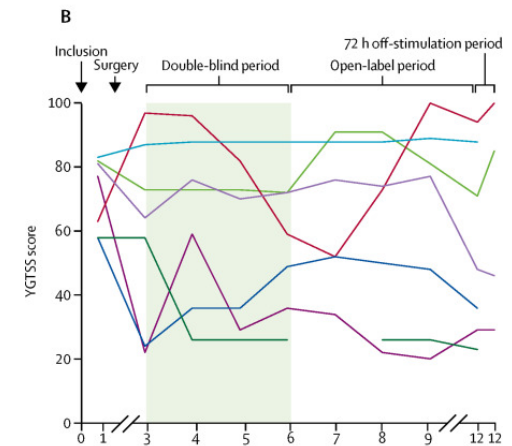 B
72 h off-stimulation period
Inclusion
Surgery
Double-blind period
Open-label period
100
80
60
40
20
0
YGTSS score
0 1 3 4 5 6 7 8 9 12 12